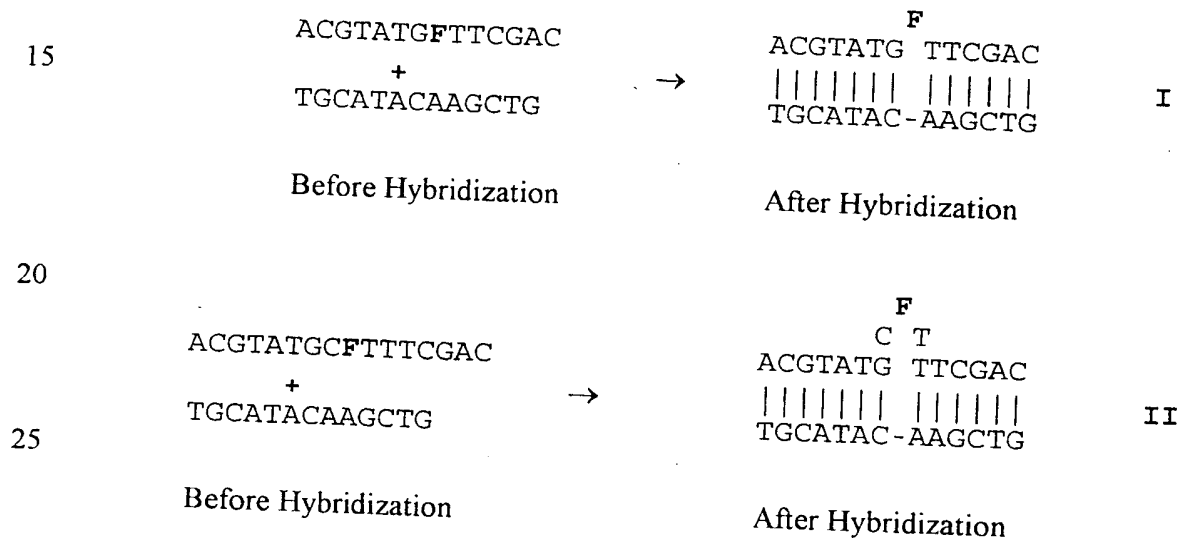 ACGTATGFTTCGAC
15
+
→
TGCATACAAGCTG
F
ACGTATG TTCGAC
||||||| ||||||
TGCATAC-AAGCTG
I
Before Hybridization
After Hybridization
20
ACGTATGCFTTTCGAC
+
→
TGCATACAAGCTG
25
F
C T
ACGTATG TTCGAC
||||||| ||||||
TGCATAC-AAGCTG
II
Before Hybridization
After Hybridization